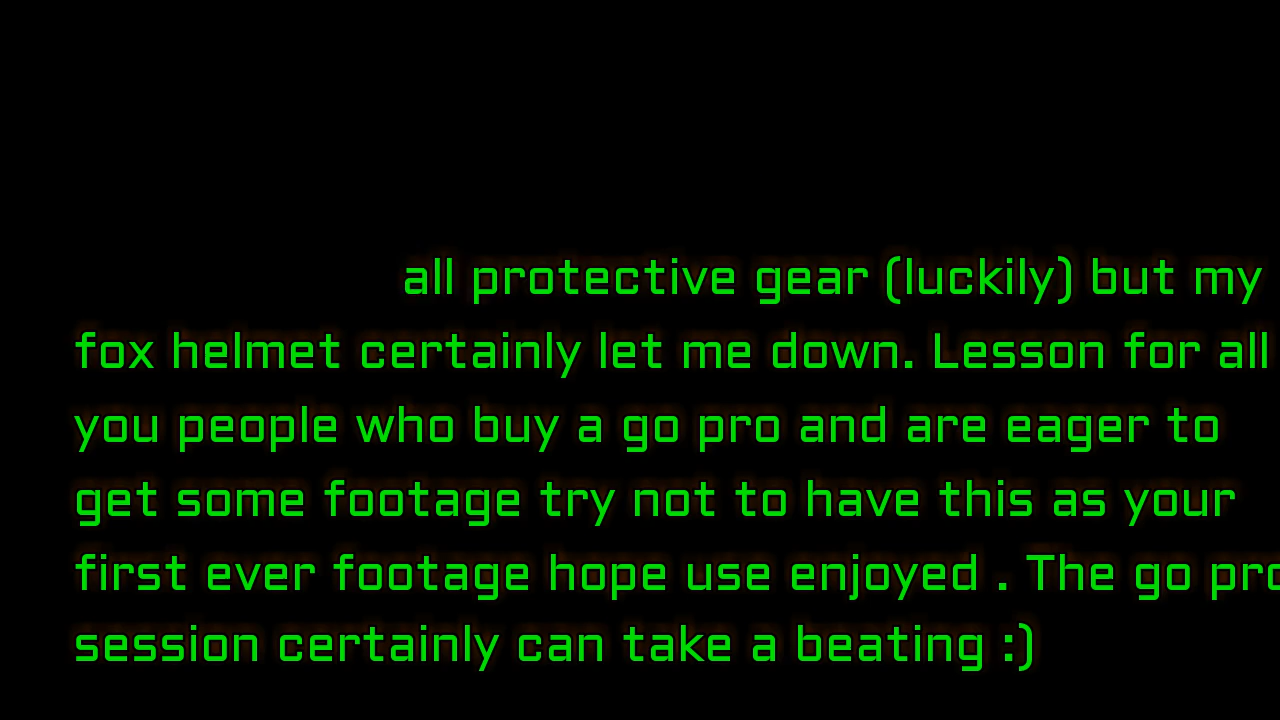 all protective gear (luckily) but my
fox helmet certainly let me down. Lesson for all
you people who buy a go pro and are eager to
get some footage try not to have this as your
first ever footage hope use enjoyed . The go pro
session certainly can take a beating :)